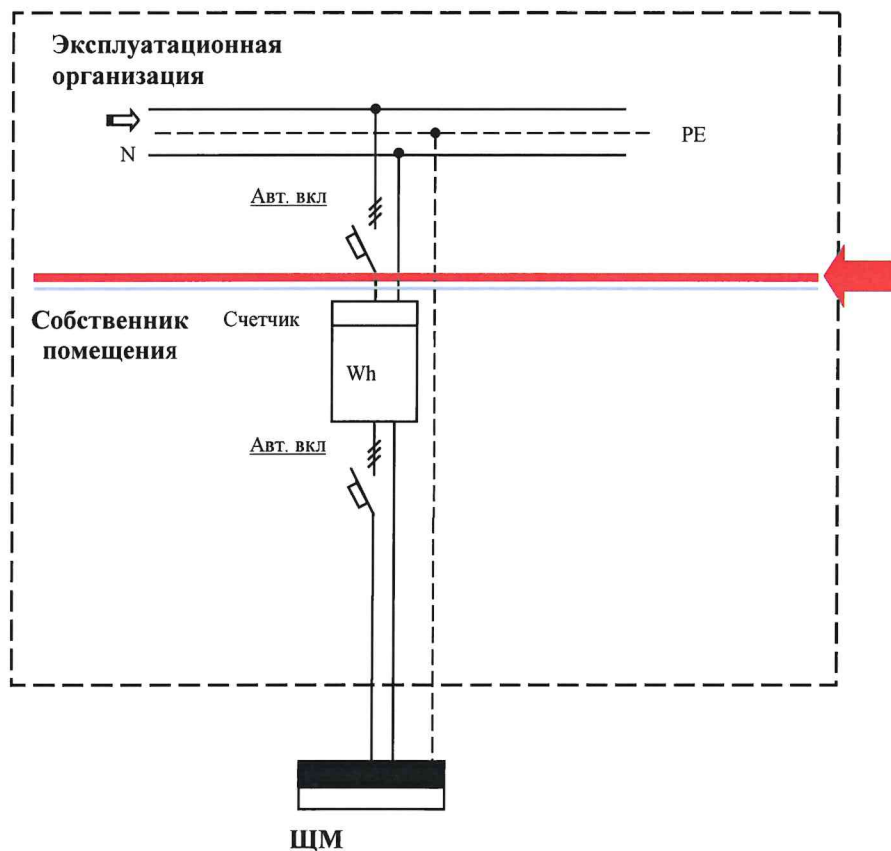 Эксплуатационная
организация
PE
N
Авт. вкл
Собственник
помещения
Счетчик
Wh
Авт. вкл
ЩМ